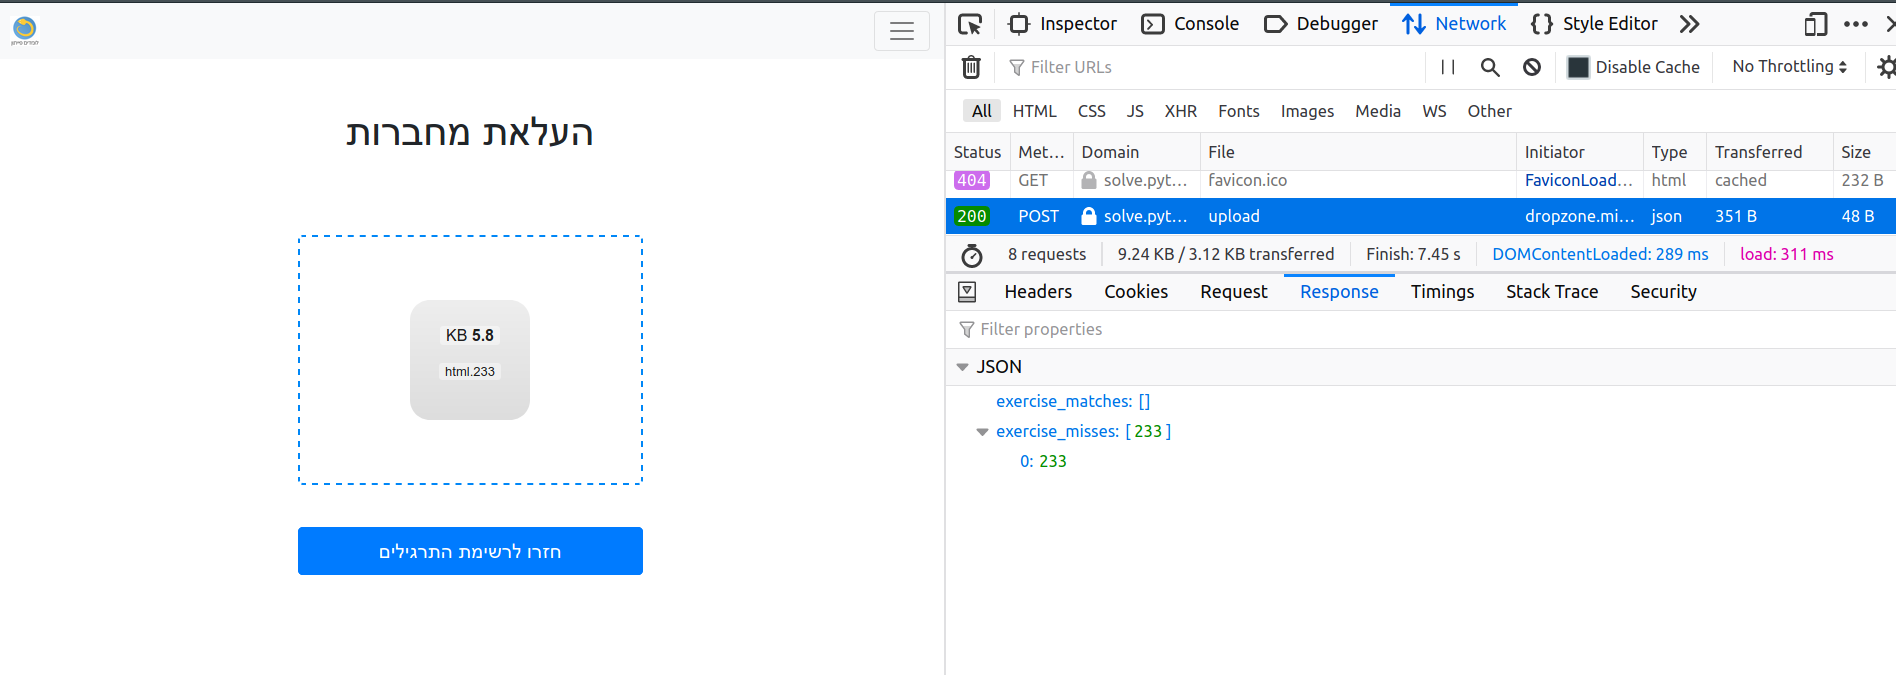 לומדים פייתון
העלאת מחברות
KB 5.8
html.233
חזרו לרשימת התרגילים
Inspector Console Debugger Network Style Editor
Filter URLs Disable Cache No Throttling
All HTML CSS JS XHR Fonts Images Media WS Other
Status Met... Domain File Initiator Type Transferred Size
404 GET solve.pyt... favicon.ico FaviconLoad... html cached 232 B
200 POST solve.pyt... upload dropzone.mi... json 351 B 48 B
8 requests 9.24 KB / 3.12 KB transferred Finish: 7.45 s DOMContentLoaded: 289 ms load: 311 ms
Headers Cookies Request Response Timings Stack Trace Security
Filter properties
JSON
exercise_matches: []
exercise_misses: [ 233 ]
0: 233